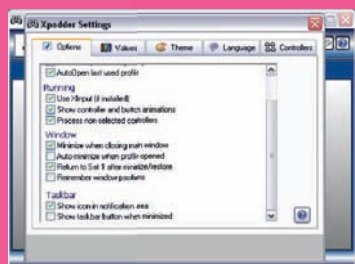 Xpadder Settings
Options Values Theme Language Controllers
AutoOpen last used profile
Running
Use XInput (if installed)
Show controller and button animations
Process non-selected controllers
Window
Minimize when closing main window
Auto minimize when profile opened
Return to Set 1 after minimize/restore
Remember window positions
Taskbar
Show icon in notification area
Show taskbar button when minimized